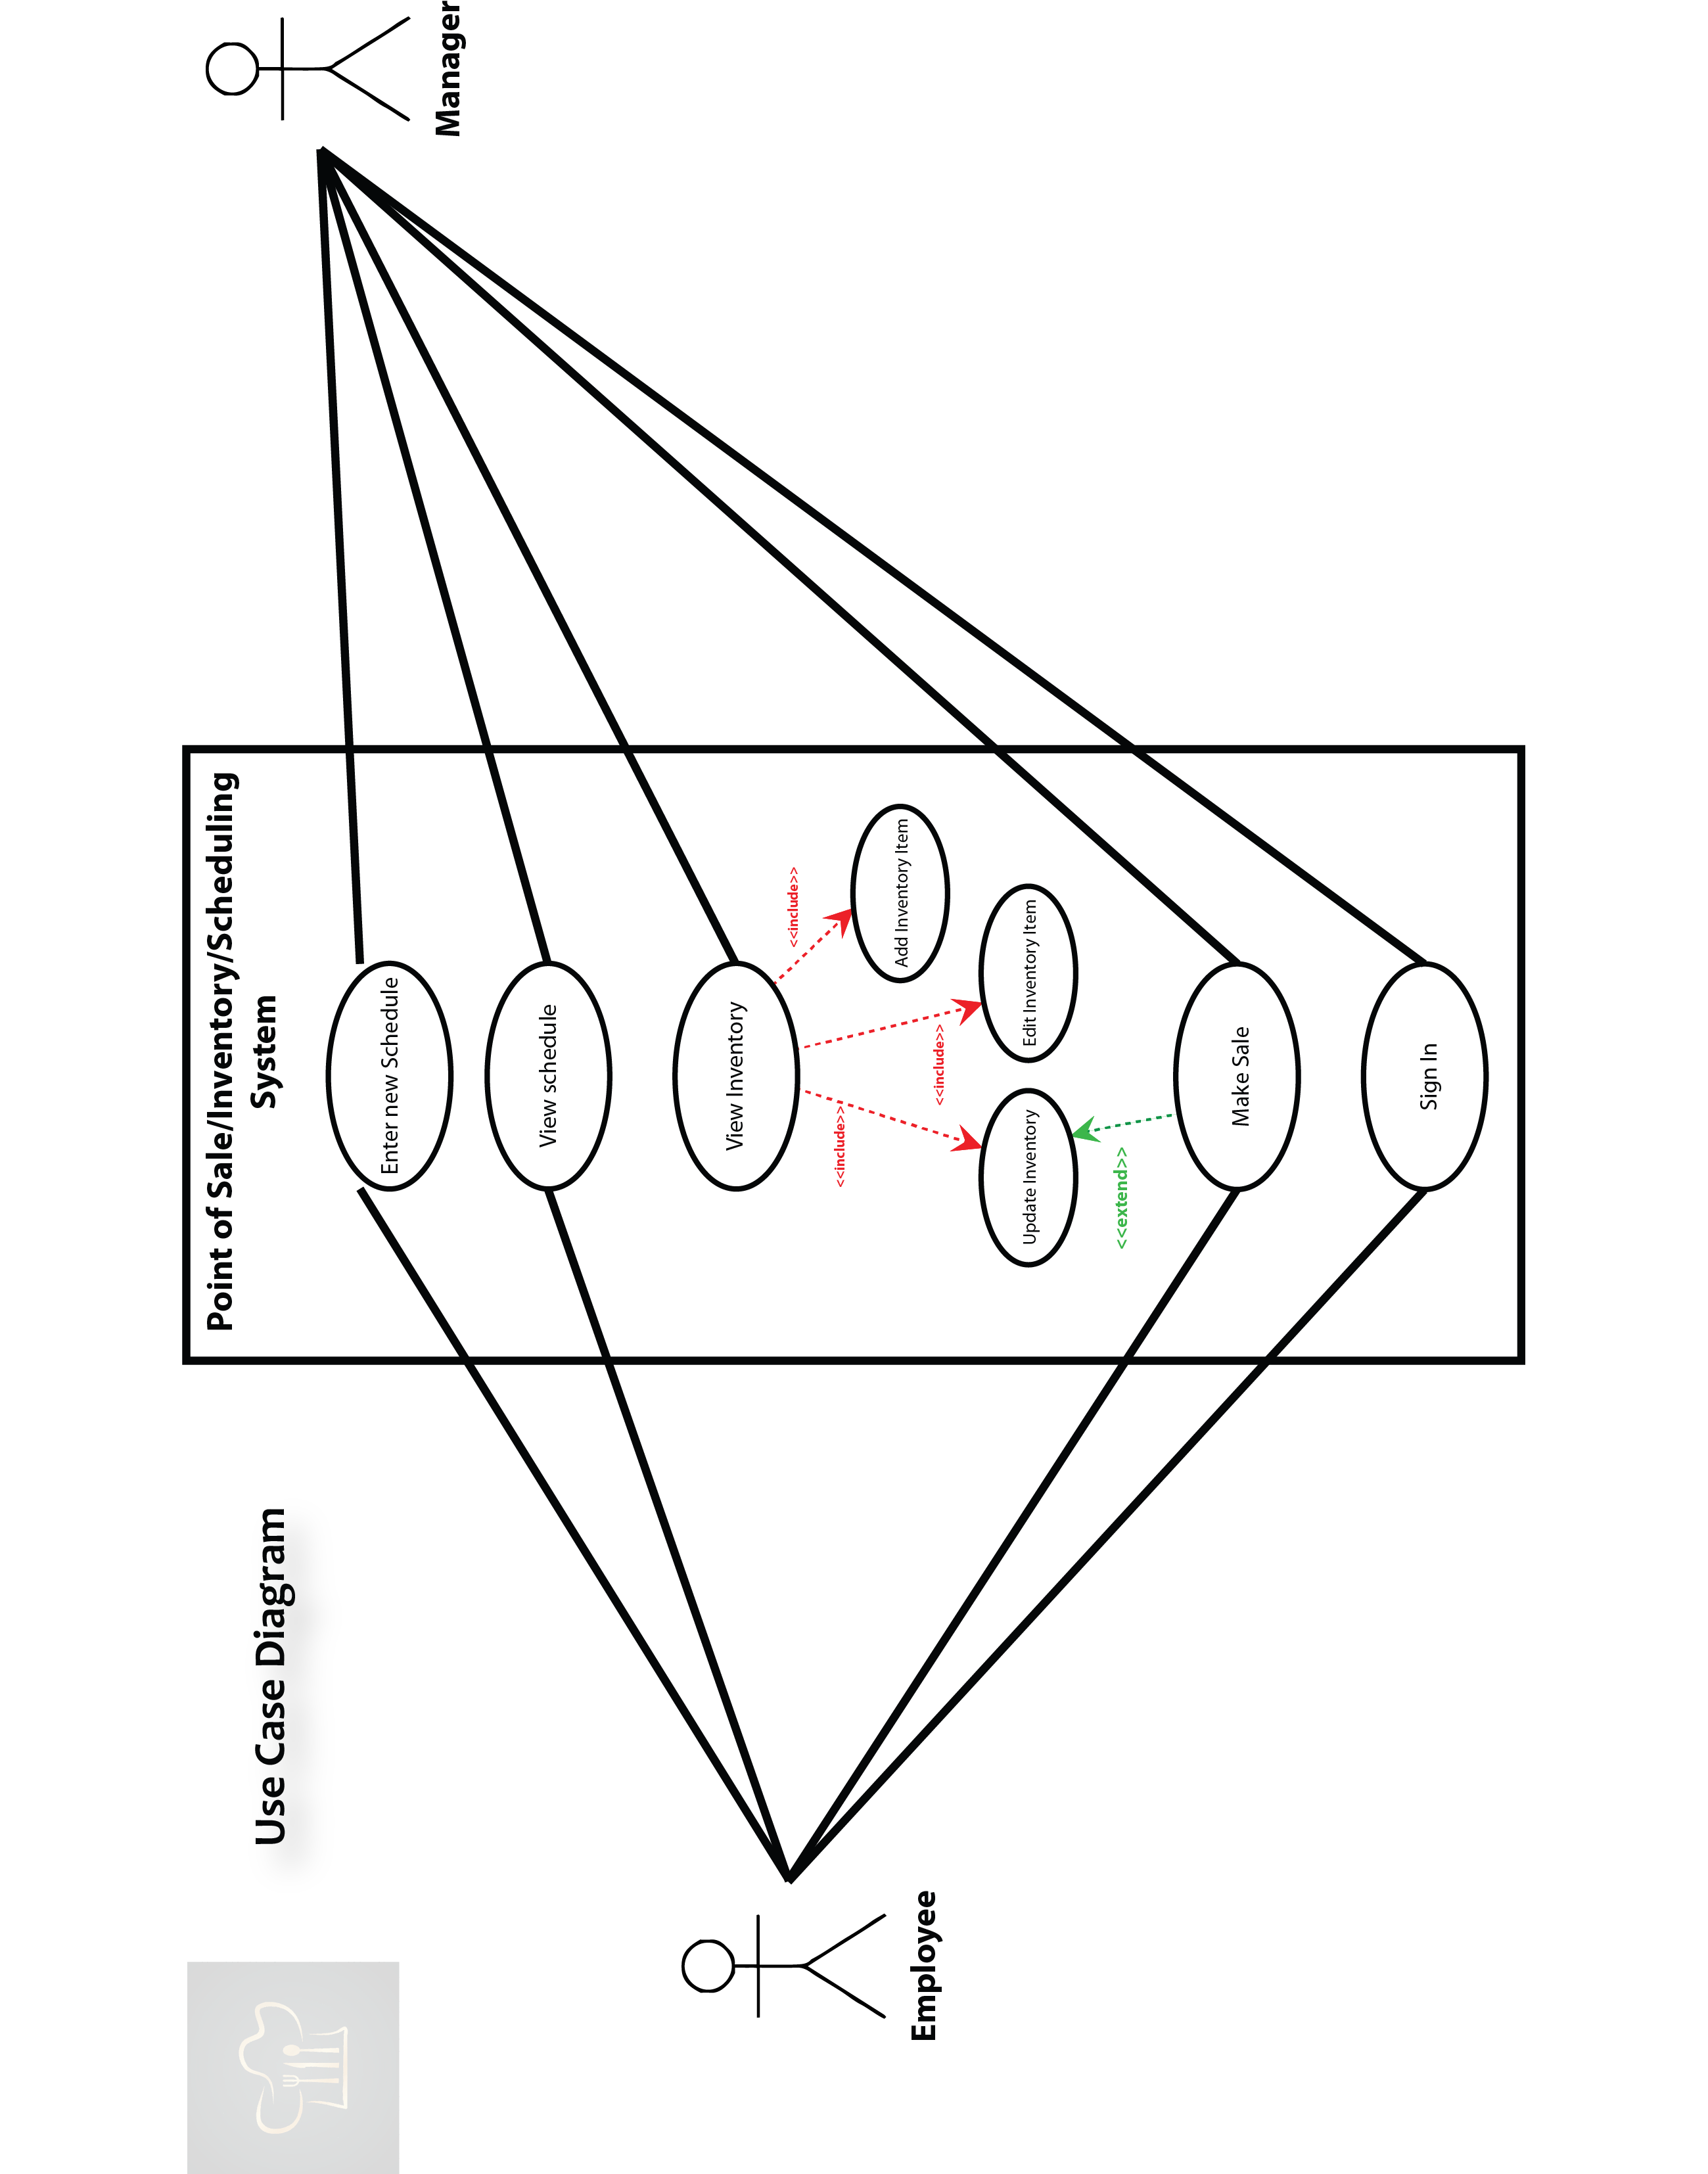 Use Case Diagram
Point of Sale/Inventory/Scheduling
System
Manager
Employee
Enter new Schedule
View schedule
View Inventory
<<include>>
Add Inventory Item
<<include>>
Edit Inventory Item
<<include>>
Update Inventory
<<extend>>
Make Sale
Sign In